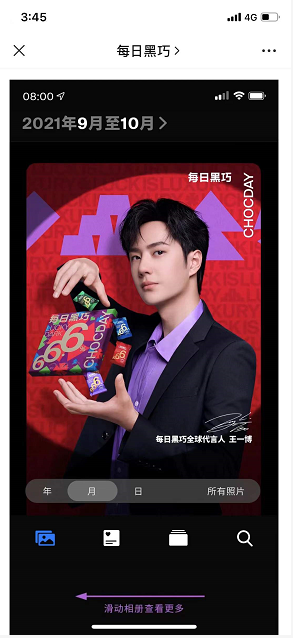 3:45
4G
每日黑巧
08:00
2021年9月至10月
每日黑巧
CHOCDAY
每日黑巧
LUCKY
666
CHOCDAY
每日黑巧全球代言人 王一博
年 月 日 所有照片
滑动相册查看更多